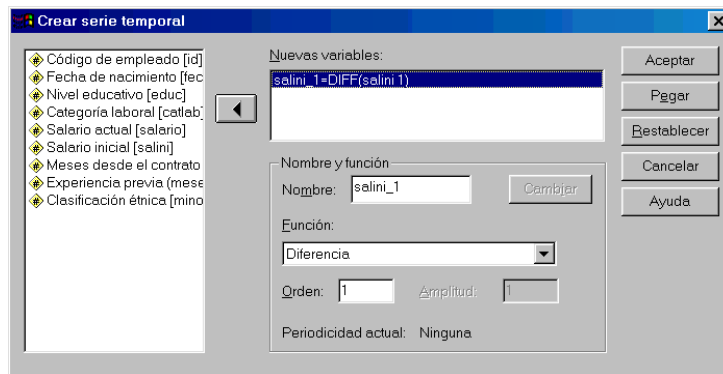 Crear serie temporal
Código de empleado [id]
Fecha de nacimiento [fec
Nivel educativo [educ]
Categoría laboral [catlab]
Salario actual [salario]
Salario inicial [salini]
Meses desde el contrato
Experiencia previa (mese
Clasificación étnica [mino
Nuevas variables:
salini_1=DIFF(salini 1)
Nombre y función
Nombre: salini_1
Cambiar
Función:
Diferencia
Orden: 1 Amplitud: 1
Periodicidad actual: Ninguna
Aceptar
Pegar
Restablecer
Cancelar
Ayuda